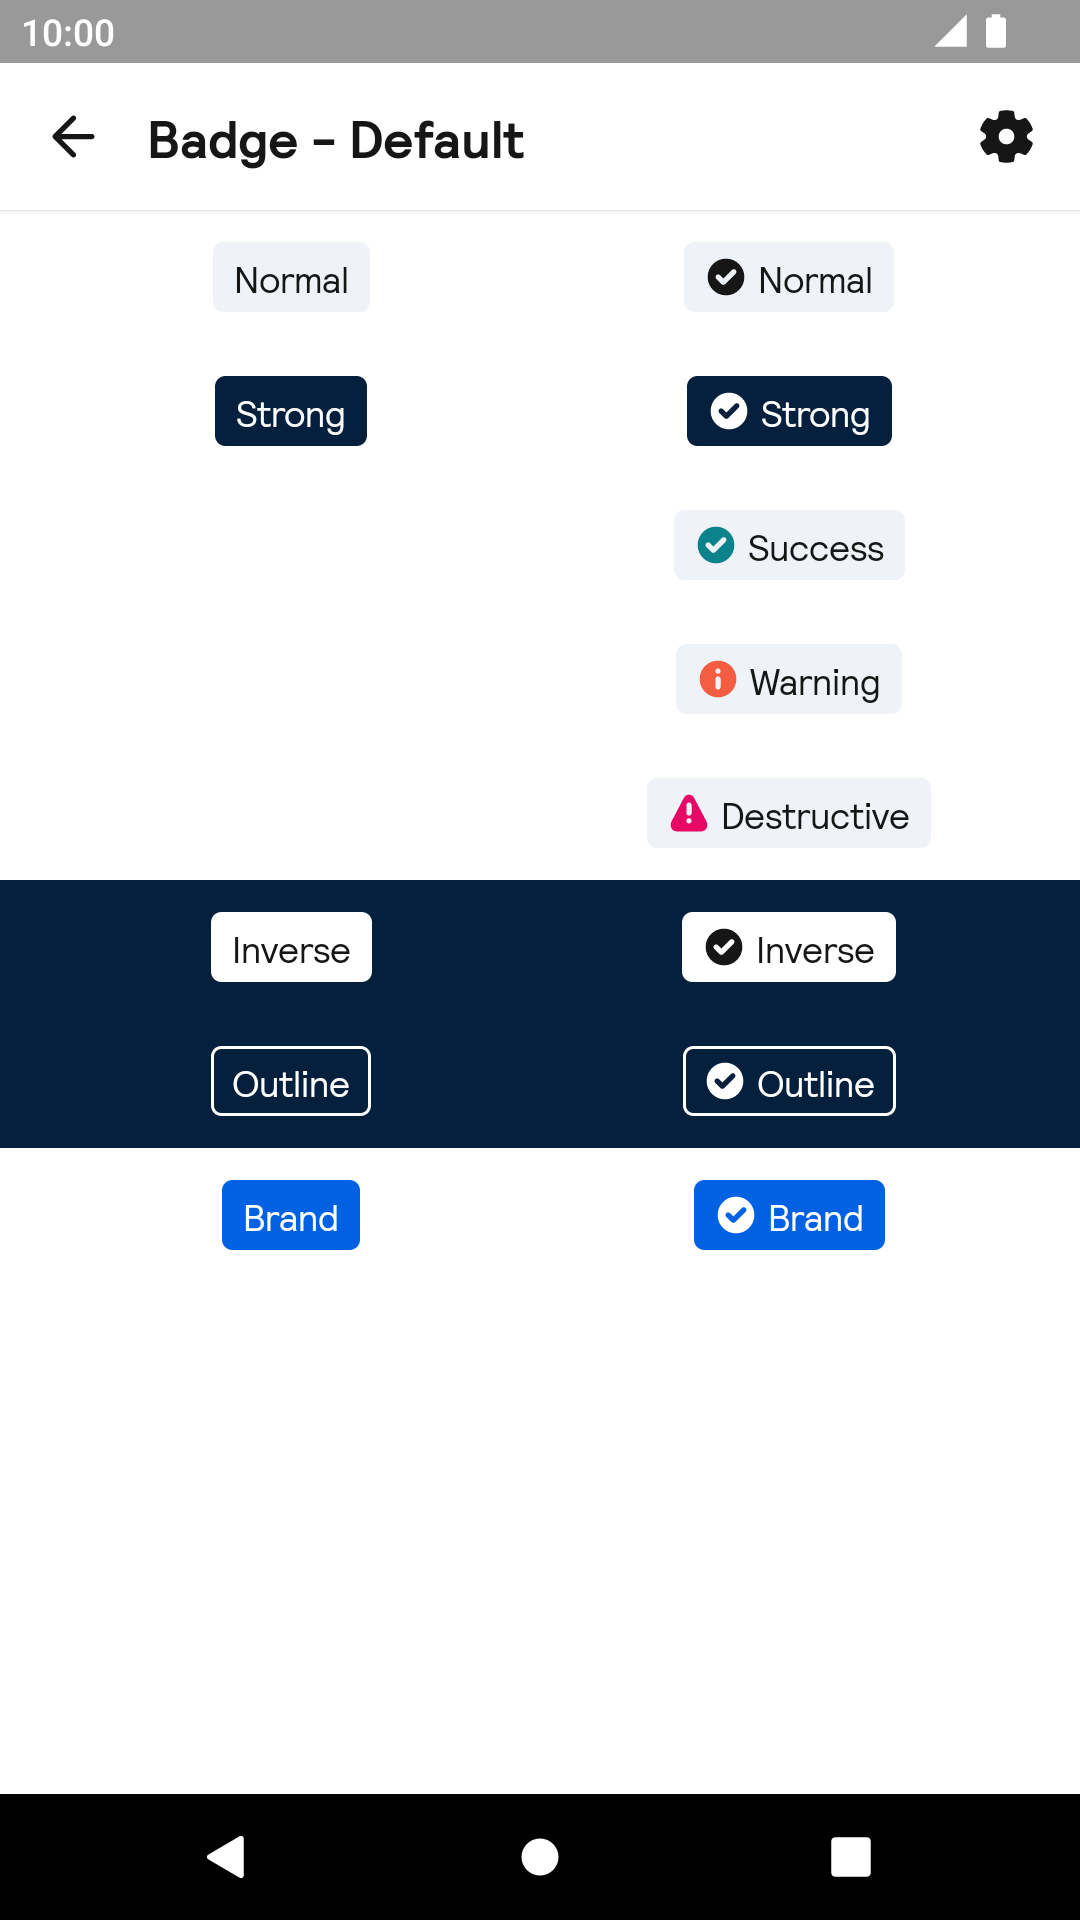 10:00
Badge - Default
Normal Normal
Strong Strong
Success
Warning
Destructive
Inverse Inverse
Outline Outline
Brand Brand